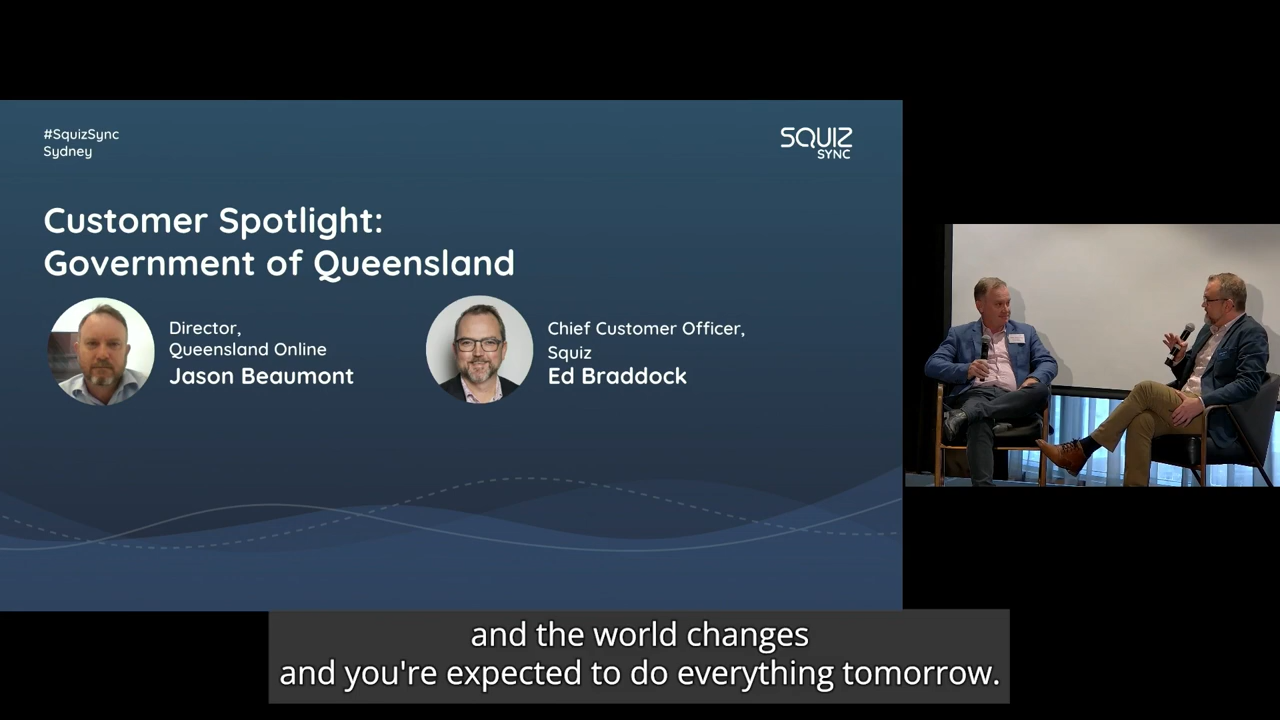 #SquizSync
Sydney
SQUIZ
SYNC
Customer Spotlight:
Government of Queensland
Director,
Queensland Online
Jason Beaumont
Chief Customer Officer,
Squiz
Ed Braddock
and the world changes
and you're expected to do everything tomorrow.